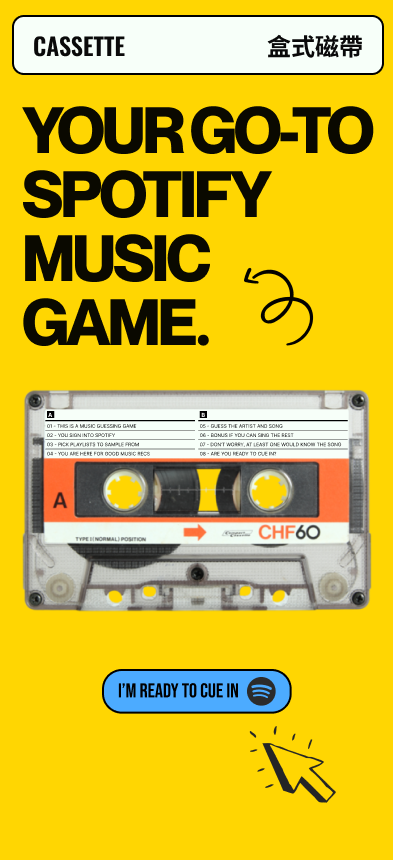 CASSETTE
盒式磁帶
YOUR GO-TO
SPOTIFY
MUSIC
GAME.
A
01 - THIS IS A MUSIC GUESSING GAME
02 - YOU SIGN INTO SPOTIFY
03 - PICK PLAYLISTS TO SAMPLE FROM
04 - YOU ARE HERE FOR GOOD MUSIC RECS
B
05 - GUESS THE ARTIST AND SONG
06 - BONUS IF YOU CAN SING THE REST
07 - DON'T WORRY, AT LEAST ONE WOULD KNOW THE SONG
08 - ARE YOU READY TO CUE IN?
A
TYPE I (NORMAL) POSITION
CHF60
I'M READY TO CUE IN